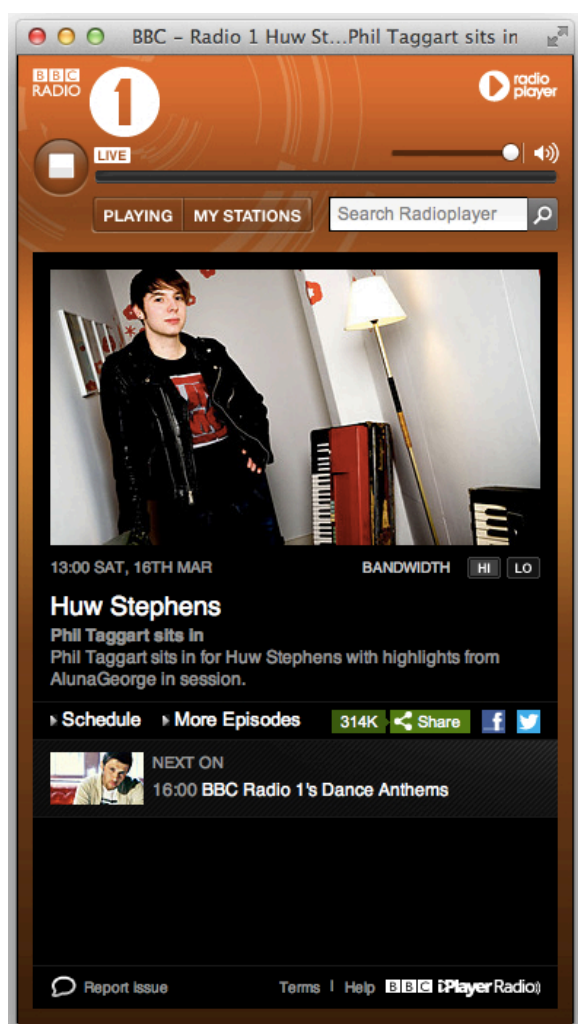 BBC – Radio 1 Huw St...Phil Taggart sits in
BBC
RADIO
1
radio
player
LIVE
PLAYING MY STATIONS Search Radioplayer
13:00 SAT, 16TH MAR BANDWIDTH HI LO
Huw Stephens
Phil Taggart sits in
Phil Taggart sits in for Huw Stephens with highlights from
AlunaGeorge in session.
Schedule More Episodes 314K Share f
NEXT ON
16:00 BBC Radio 1's Dance Anthems
Report issue Terms | Help BBC iPlayer Radio